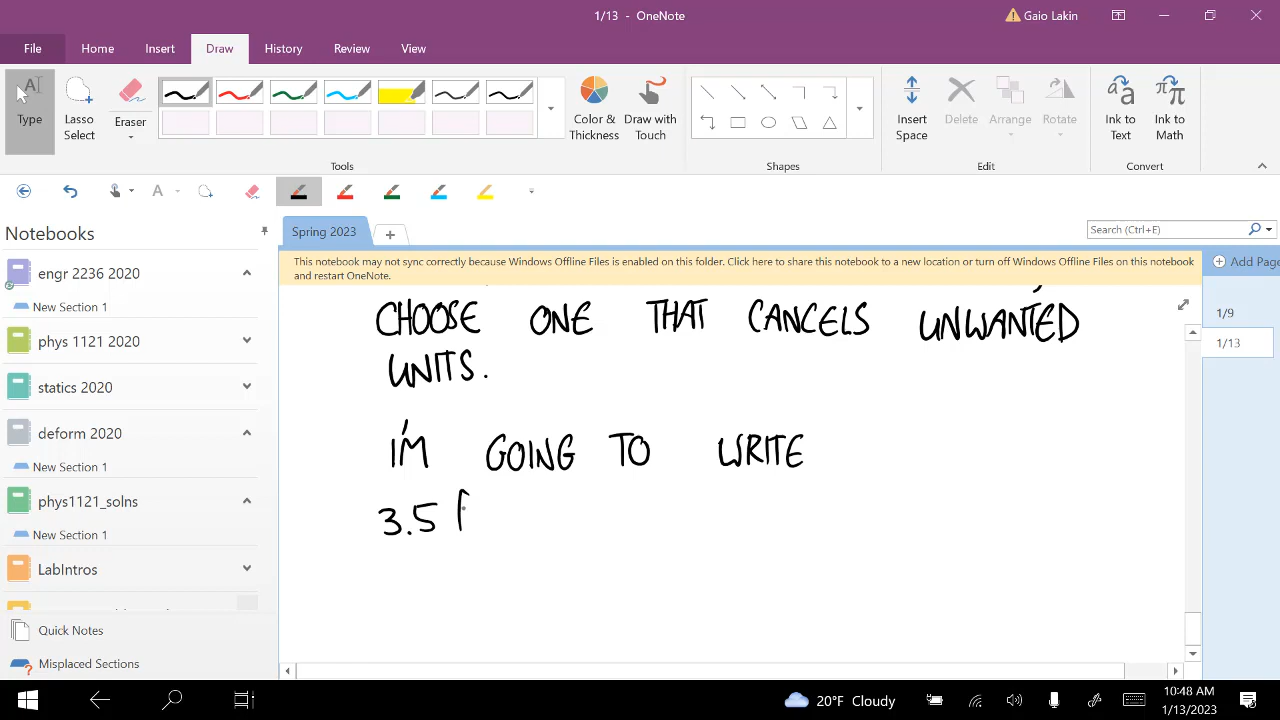 1/13 - OneNote
Gaio Lakin
File Home Insert Draw History Review View
Type
Lasso Select
Eraser
Color & Thickness
Draw with Touch
Insert Space
Delete
Arrange
Rotate
Ink to Text
Ink to Math
Tools
Shapes
Edit
Convert
A
Notebooks
Spring 2023
Search (Ctrl+E)
This notebook may not sync correctly because Windows Offline Files is enabled on this folder. Click here to share this notebook to a new location or turn off Windows Offline Files on this notebook
and restart OneNote.
Add Page
1/9
1/13
engr 2236 2020
New Section 1
phys 1121 2020
statics 2020
deform 2020
New Section 1
phys1121_solns
New Section 1
LabIntros
Quick Notes
Misplaced Sections
CHOOSE ONE THAT CANCELS UNWANTED
UNITS.
I'M GOING TO WRITE
3.5
20°F Cloudy
10:48 AM
1/13/2023